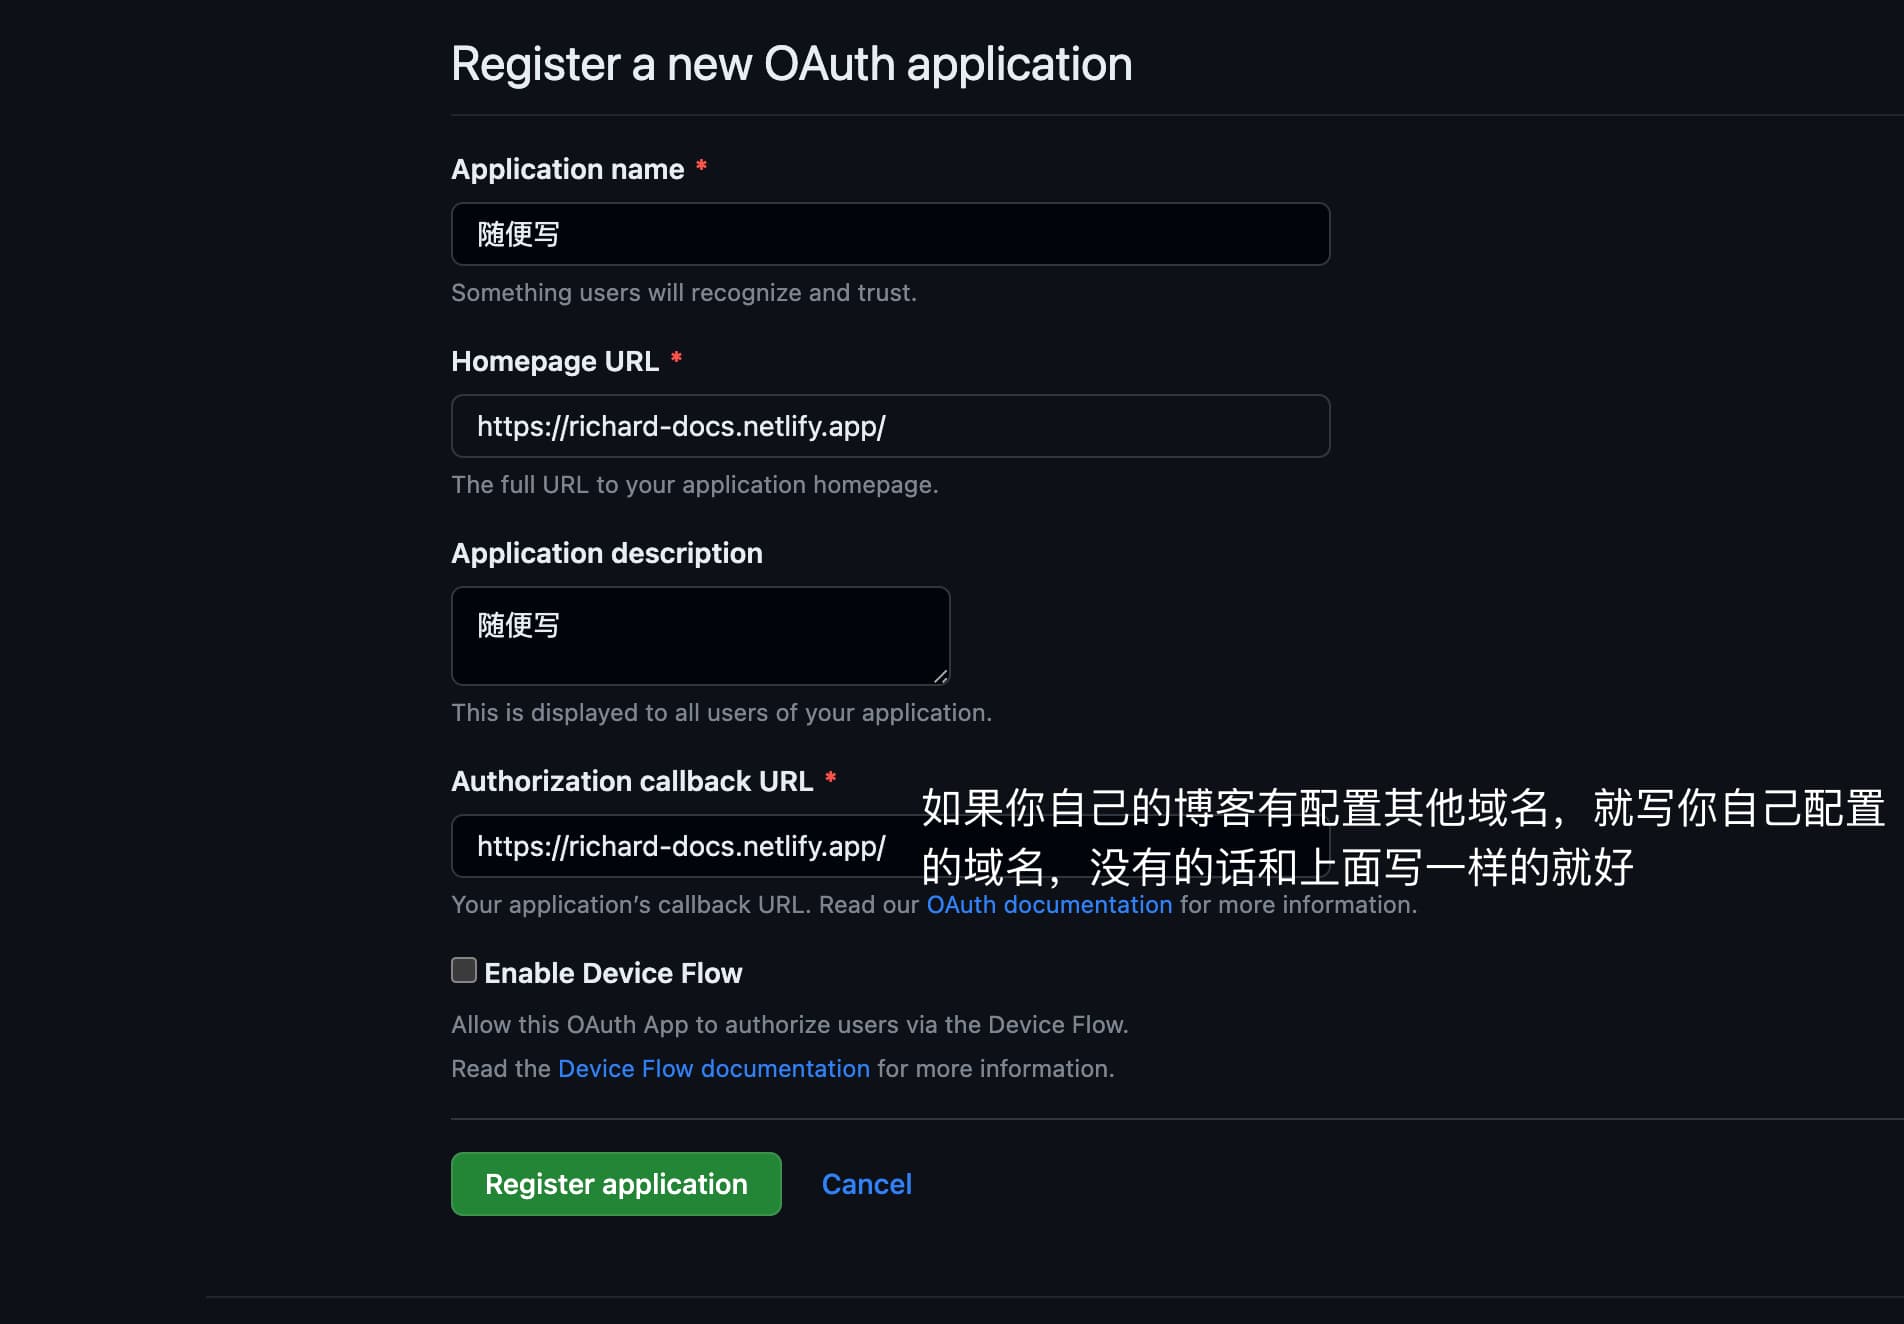 Register a new OAuth application
Application name *
随便写
Something users will recognize and trust.
Homepage URL *
https://richard-docs.netlify.app/
The full URL to your application homepage.
Application description
随便写
This is displayed to all users of your application.
Authorization callback URL *
https://richard-docs.netlify.app/
如果你自己的博客有配置其他域名，就写你自己配置
的域名，没有的话和上面写一样的就好
Your application’s callback URL. Read our OAuth documentation for more information.
Enable Device Flow
Allow this OAuth App to authorize users via the Device Flow.
Read the Device Flow documentation for more information.
Register application Cancel